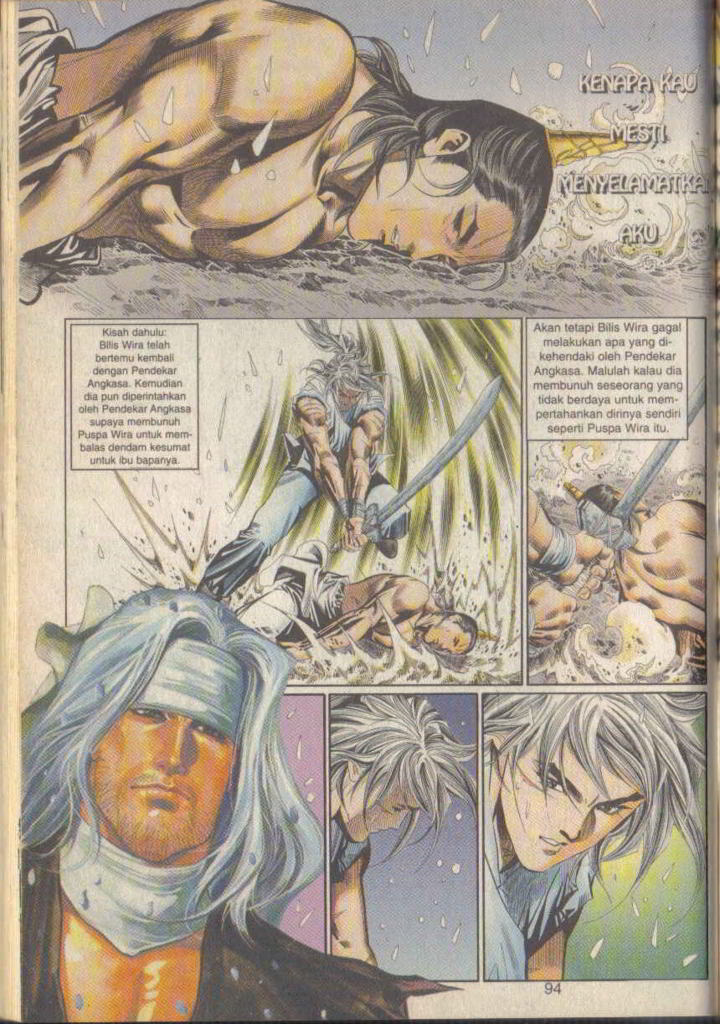 KENAPA KAU
MESTI
MENYELAMATKAN
AKU
Kisah dahulu:
Bilis Wira telah
bertemu kembali
dengan Pendekar
Angkasa. Kemudian
dia pun diperintahkan
oleh Pendekar Angkasa
supaya membunuh
Puspa Wira untuk mem-
balas dendam kesumat
untuk ibu bapanya.
Akan tetapi Bilis Wira gagal
melakukan apa yang di-
kehendaki oleh Pendekar
Angkasa. Malulah kalau dia
membunuh seseorang yang
tidak berdaya untuk mem-
pertahankan dirinya sendiri
seperti Puspa Wira itu.
94